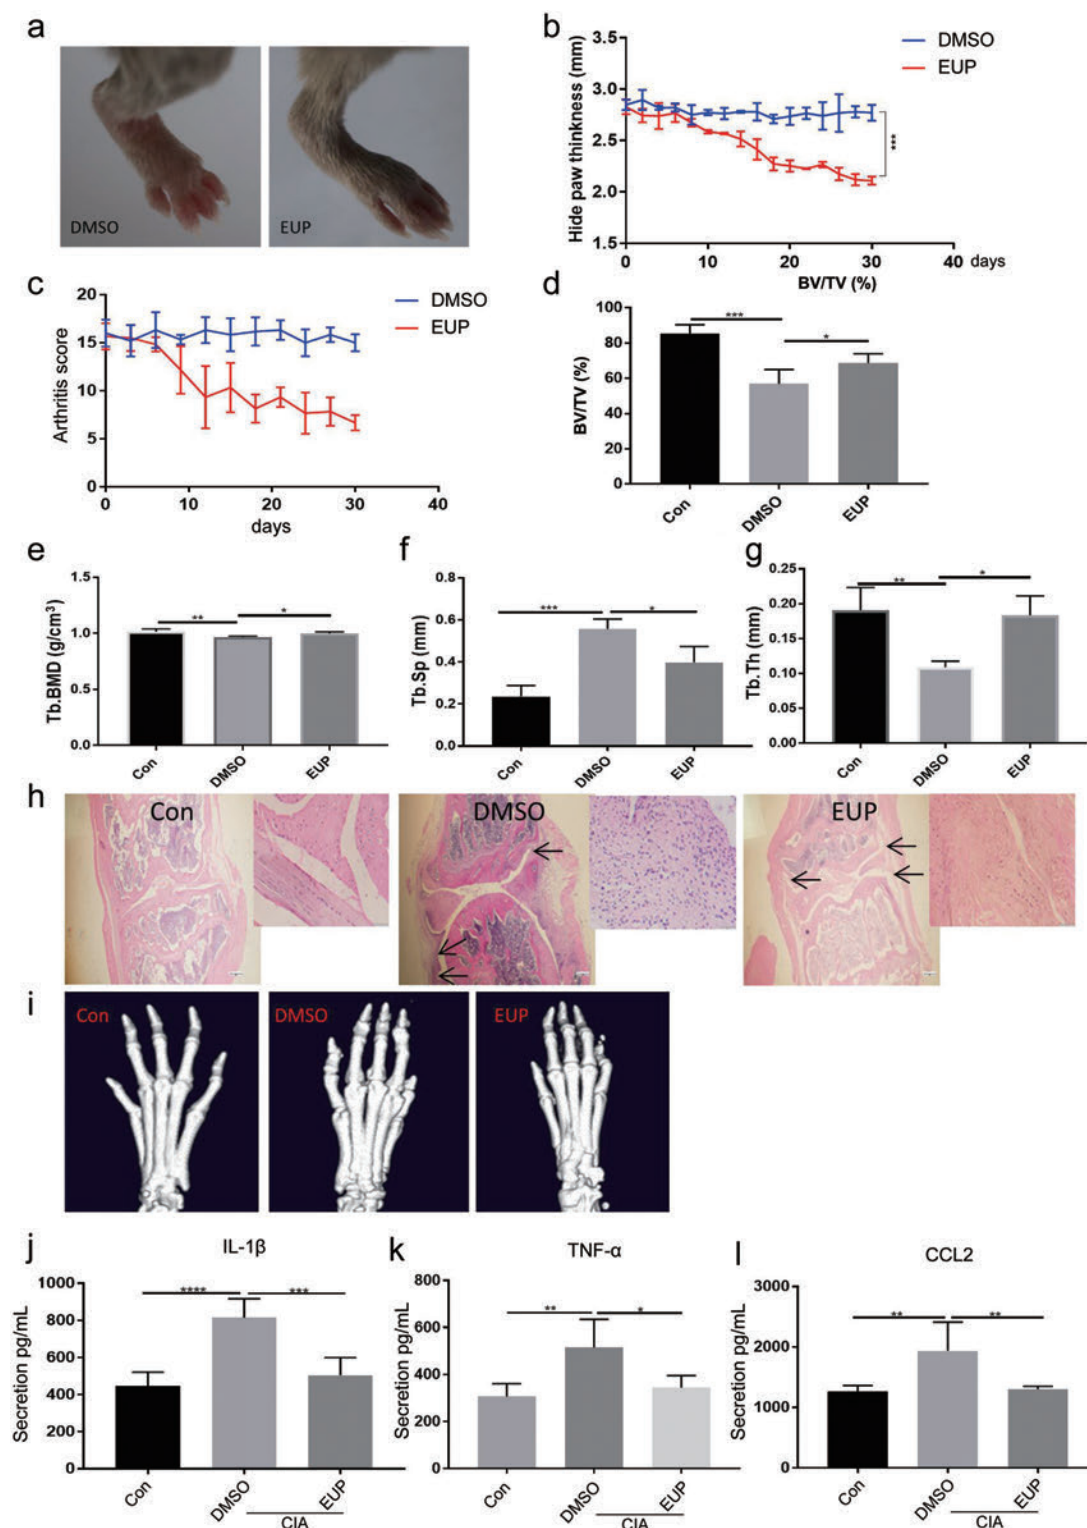 a
DMSO
EUP
b
Hide paw thinkness (mm)
3.5
3.0
2.5
2.0
1.5
0
10
20
30
40
days
DMSO
EUP
***
c
Arthritis score
20
15
10
5
0
0
10
20
30
40
days
DMSO
EUP
d
BV/TV (%)
BV/TV (%)
100
80
60
40
20
0
***
*
Con
DMSO
EUP
e
Tb.BMD (g/cm³)
1.5
1.0
0.5
0.0
**
*
Con
DMSO
EUP
f
Tb.Sp (mm)
0.8
0.6
0.4
0.2
0.0
***
*
Con
DMSO
EUP
g
Tb.Th (mm)
0.25
0.20
0.15
0.10
0.05
0.00
**
*
Con
DMSO
EUP
h
Con
DMSO
EUP
i
Con
DMSO
EUP
j
IL-1β
Secretion pg/mL
1000
800
600
400
200
0
****
***
Con
DMSO
EUP
CIA
k
TNF-α
Secretion pg/mL
800
600
400
200
0
**
*
Con
DMSO
EUP
CIA
l
CCL2
Secretion pg/mL
3000
2000
1000
0
**
**
Con
DMSO
EUP
CIA